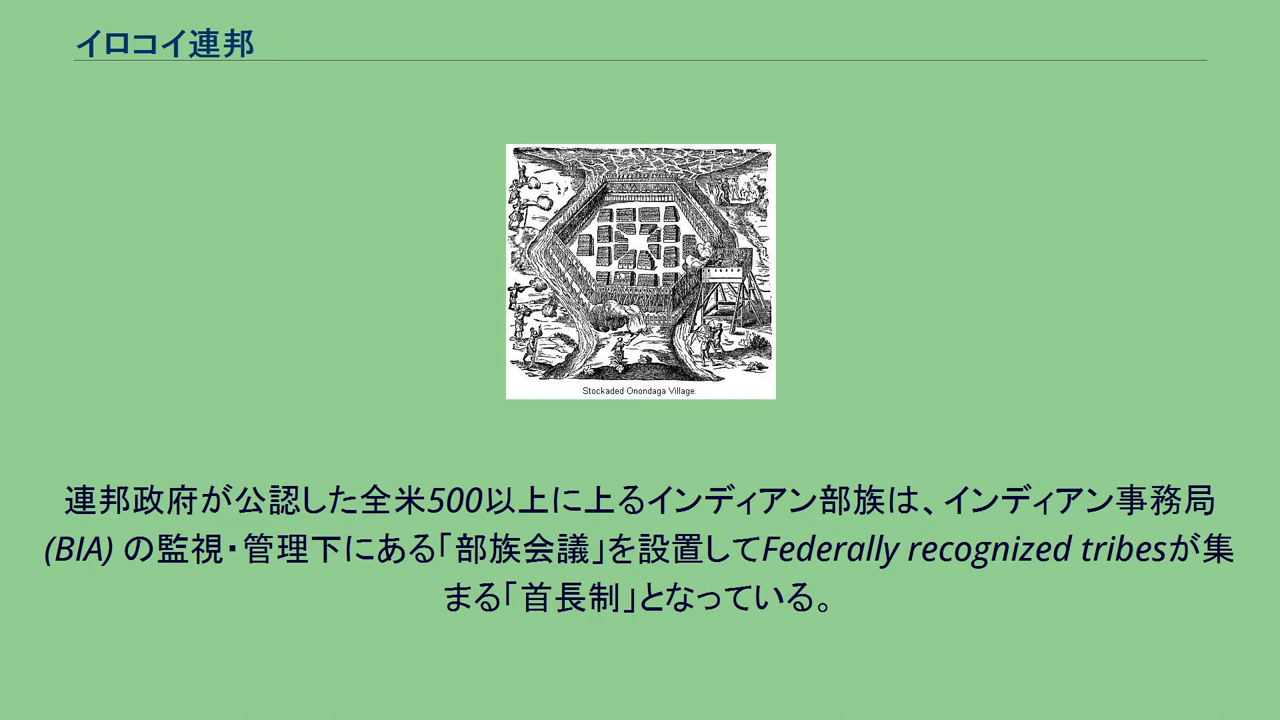 イロコイ連邦
Stockaded Onondaga Village.
連邦政府が公認した全米500以上に上るインディアン部族は、インディアン事務局
(BIA) の監視・管理下にある「部族会議」を設置してFederally recognized tribesが集
まる「首長制」となっている。